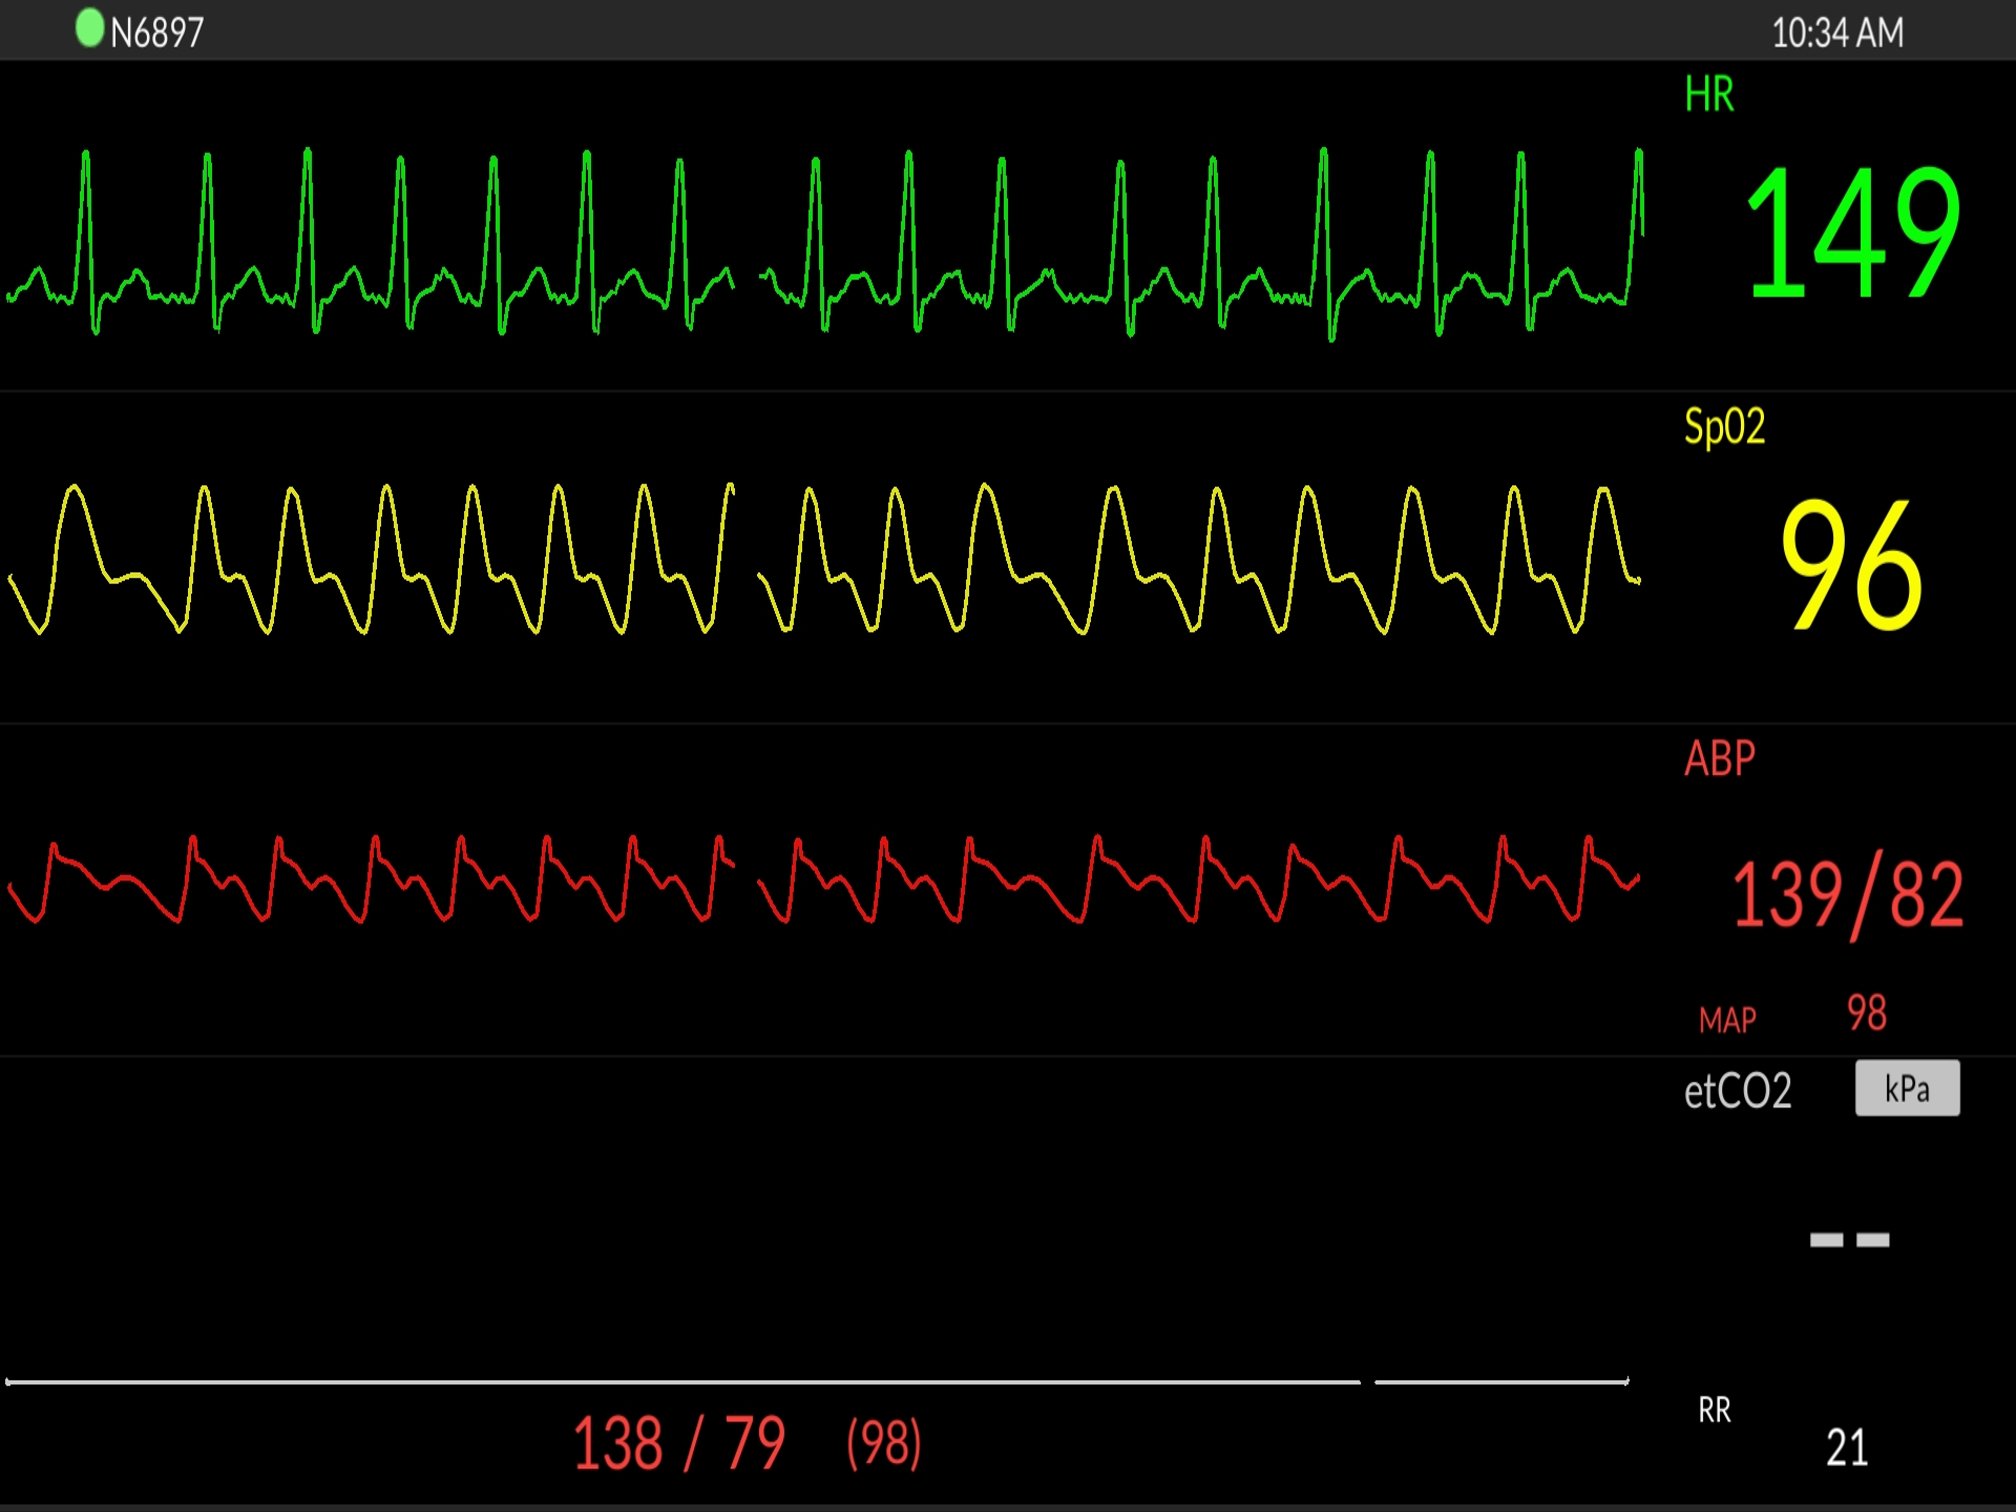 N6897
10:34 AM
HR
149
SpO2
96
ABP
139/82
MAP 98
etCO2 kPa
--
RR
21
138 / 79 (98)